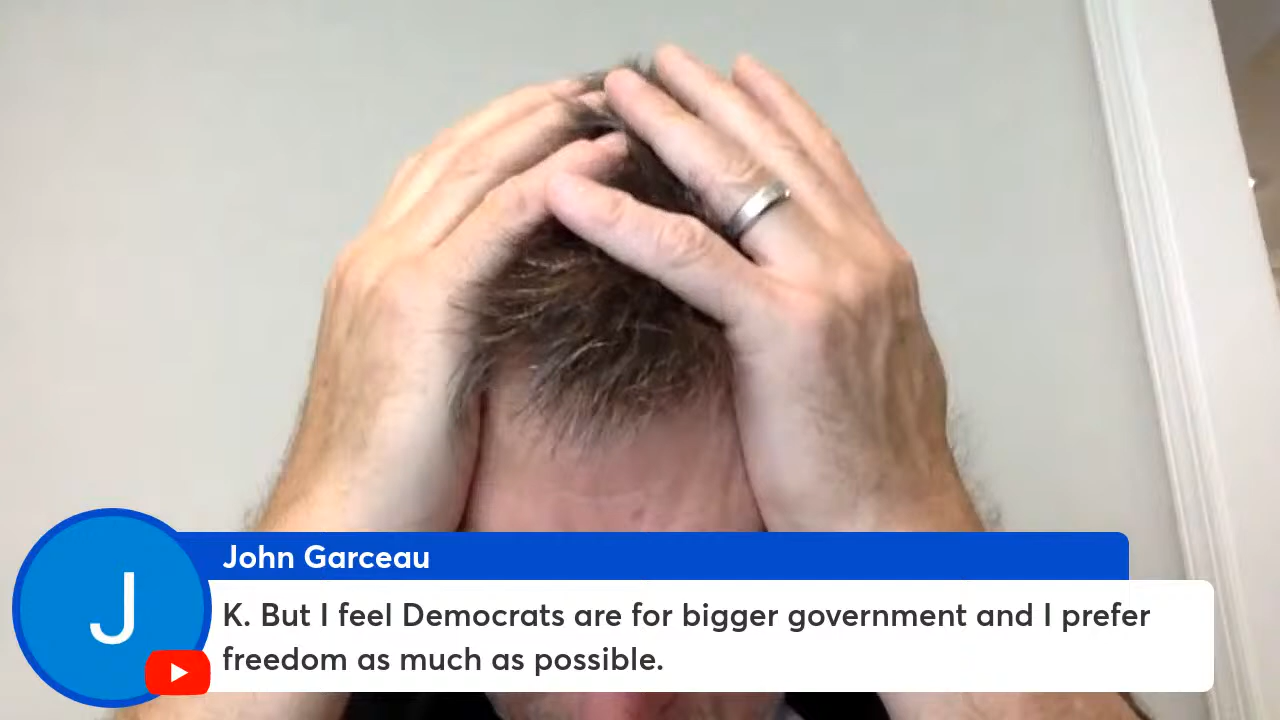 John Garceau
J
K. But I feel Democrats are for bigger government and I prefer
freedom as much as possible.